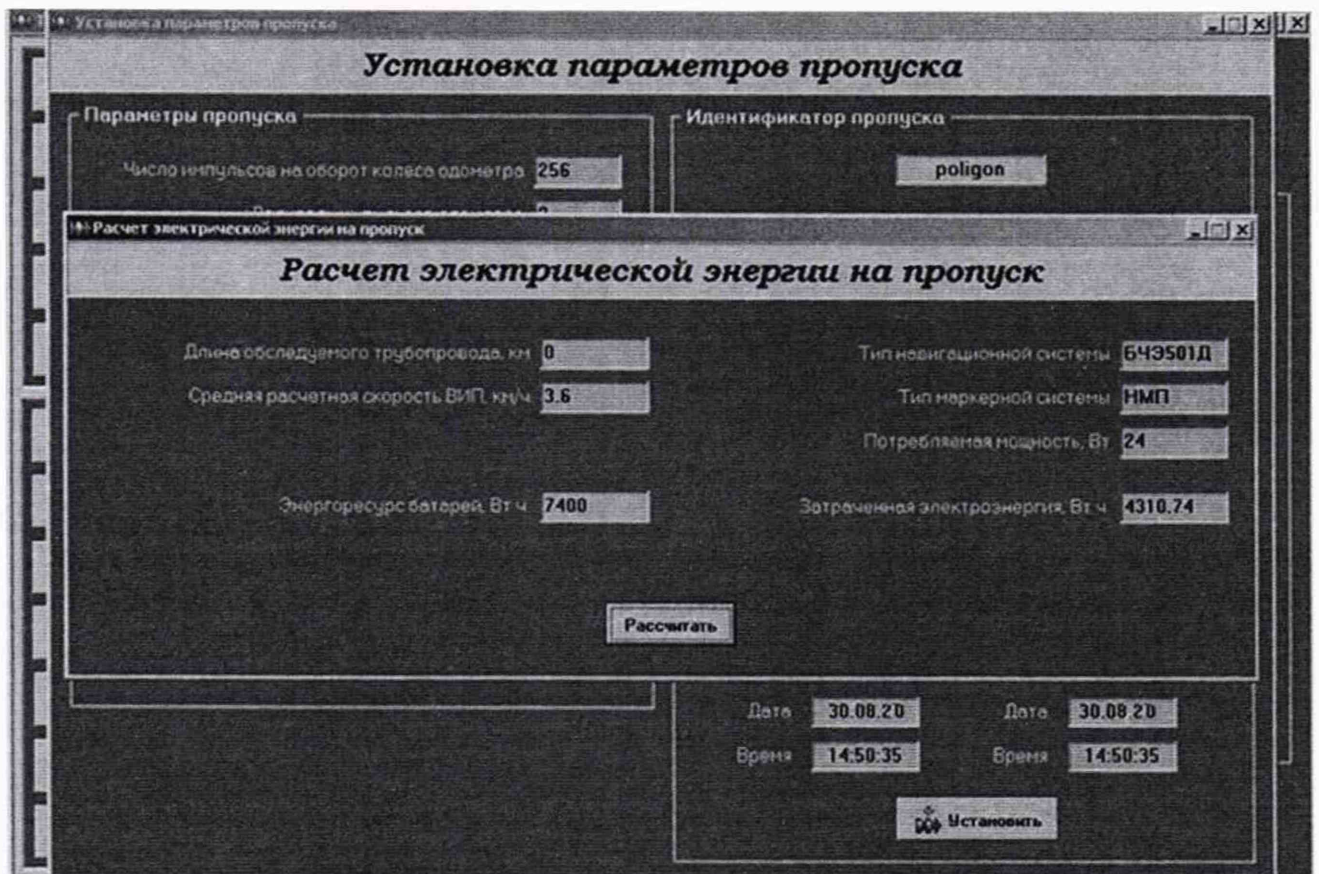 Установка параметров пропуска
Установка параметров пропуска
Параметры пропуска
Идентификатор пропуска
Число импульсов на оборот колеса одометра 256
poligon
Расчет электрической энергии на пропуск
Расчет электрической энергии на пропуск
Длина обследуемого трубопровода, км 0
Тип навигационной системы БЧЭ501Д
Средняя расчетная скорость ВИП, км/ч 3.6
Тип маркерной системы НМП
Потребляемая мощность, Вт 24
Энергоресурс батарей, Вт ч 7400
Затраченная электроэнергия, Вт ч 4310.74
Рассчитать
Дата 30.08.20 Дата 30.08.20
Время 14:50:35 Время 14:50:35
Установить